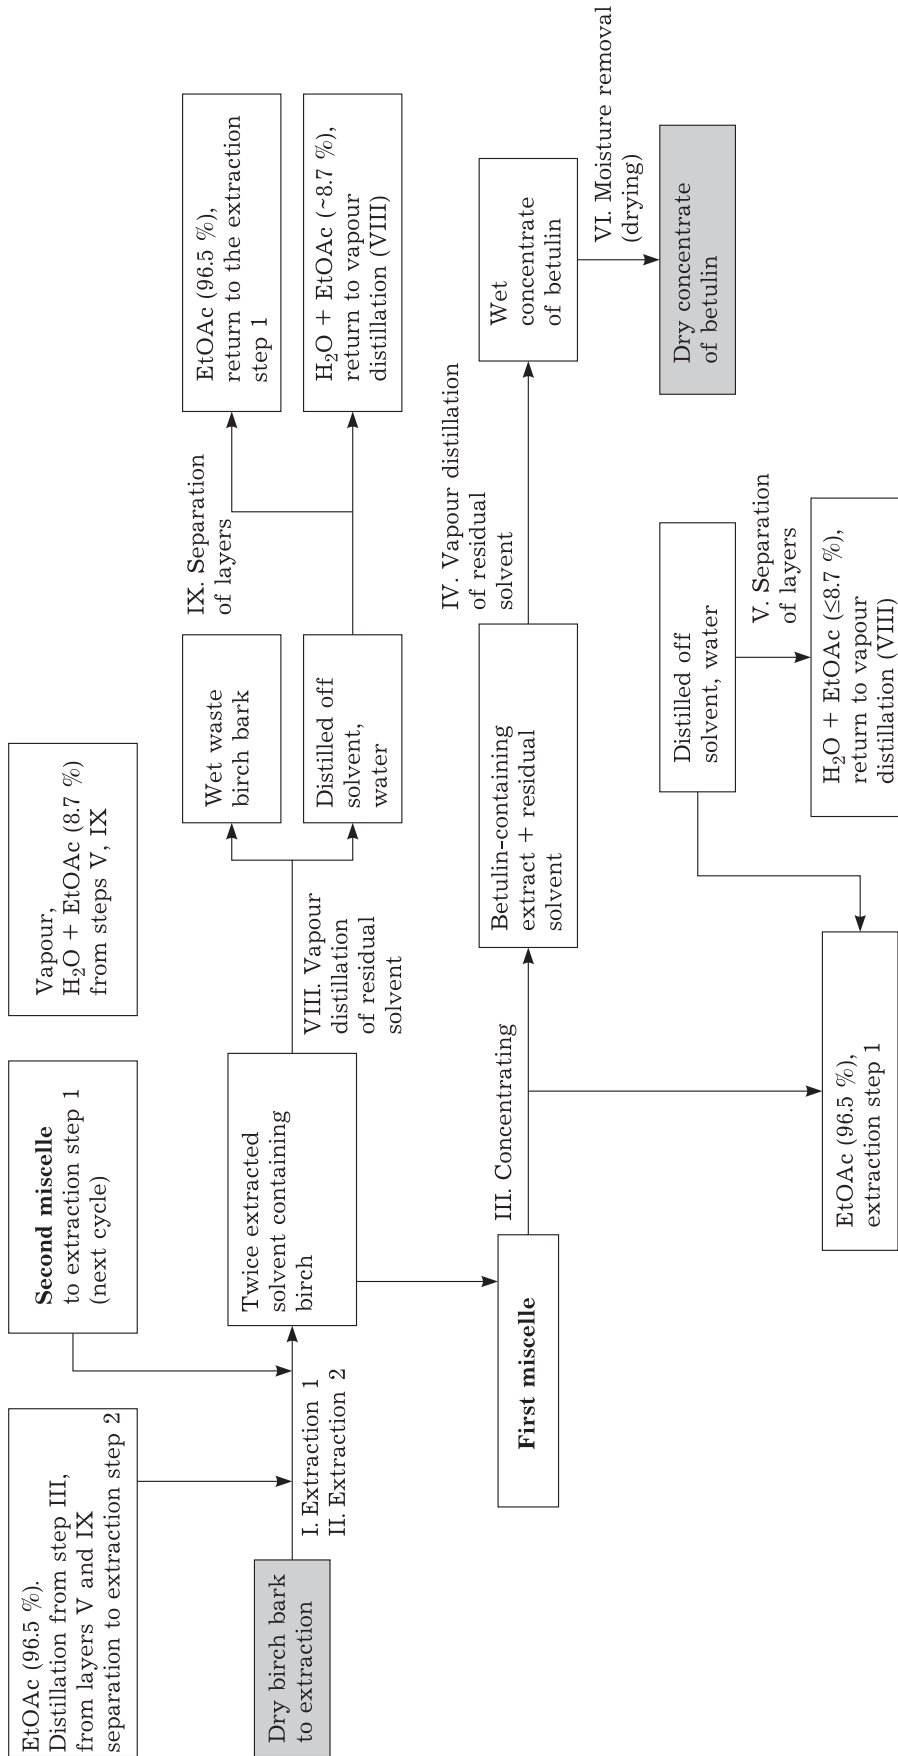 EtOAc (96.5 %).
Distillation from step III,
from layers V and IX
separation to extraction step 2
Second miscelle
to extraction step 1
(next cycle)
Vapour,
H₂O + EtOAc (8.7 %)
from steps V, IX
Dry birch bark
to extraction
I. Extraction 1
II. Extraction 2
Twice extracted
solvent containing
birch
VIII. Vapour
distillation
of residual
solvent
Wet waste
birch bark
Distilled off
solvent,
water
IX. Separation
of layers
EtOAc (96.5 %),
return to the extraction
step 1
H₂O + EtOAc (~8.7 %),
return to vapour
distillation (VIII)
First miscelle
III. Concentrating
Betulin-containing
extract + residual
solvent
IV. Vapour distillation
of residual
solvent
Wet
concentrate
of betulin
VI. Moisture removal
(drying)
Dry concentrate
of betulin
Distilled off
solvent, water
V. Separation
of layers
EtOAc (96.5 %),
extraction step 1
H₂O + EtOAc (≤8.7 %),
return to vapour
distillation (VIII)